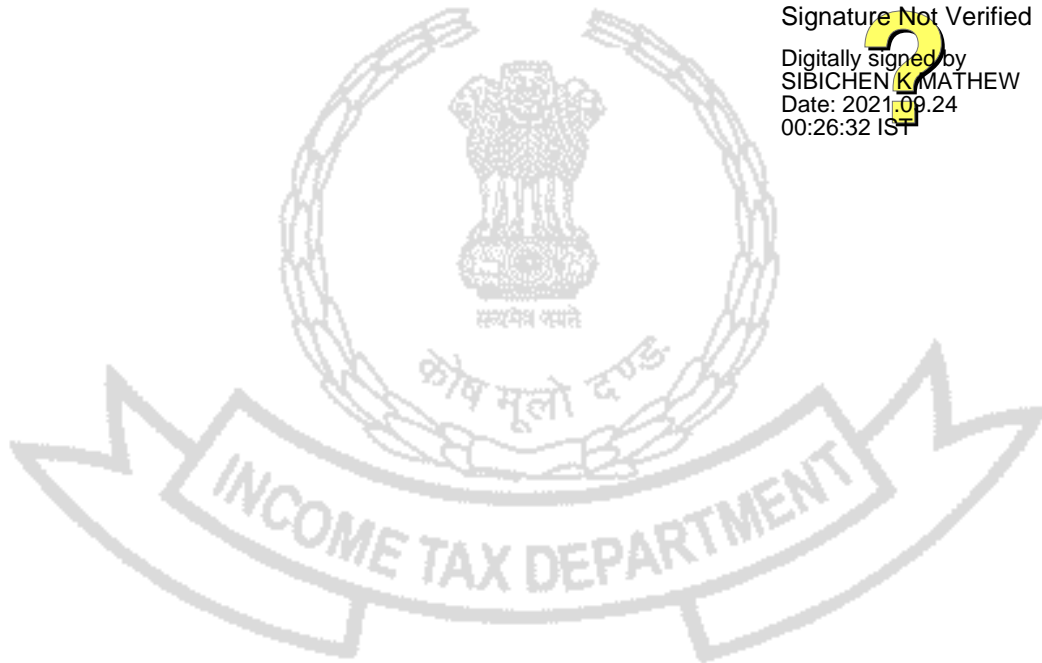 Signature Not Verified
Digitally signed by
SIBICHEN K MATHEW
Date: 2021.09.24
00:26:32 IST
सत्यमेव जयते
कोष मूलो दण्डः
INCOME TAX DEPARTMENT